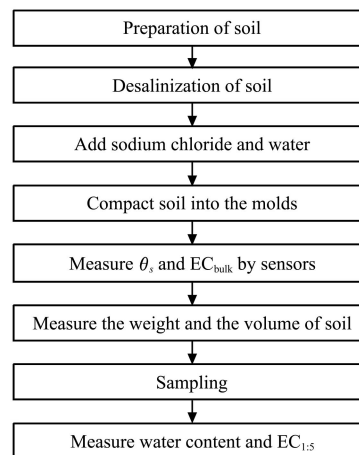 Preparation of soil
Desalinization of soil
Add sodium chloride and water
Compact soil into the molds
Measure θₛ and EC_bulk by sensors
Measure the weight and the volume of soil
Sampling
Measure water content and EC₁:₅